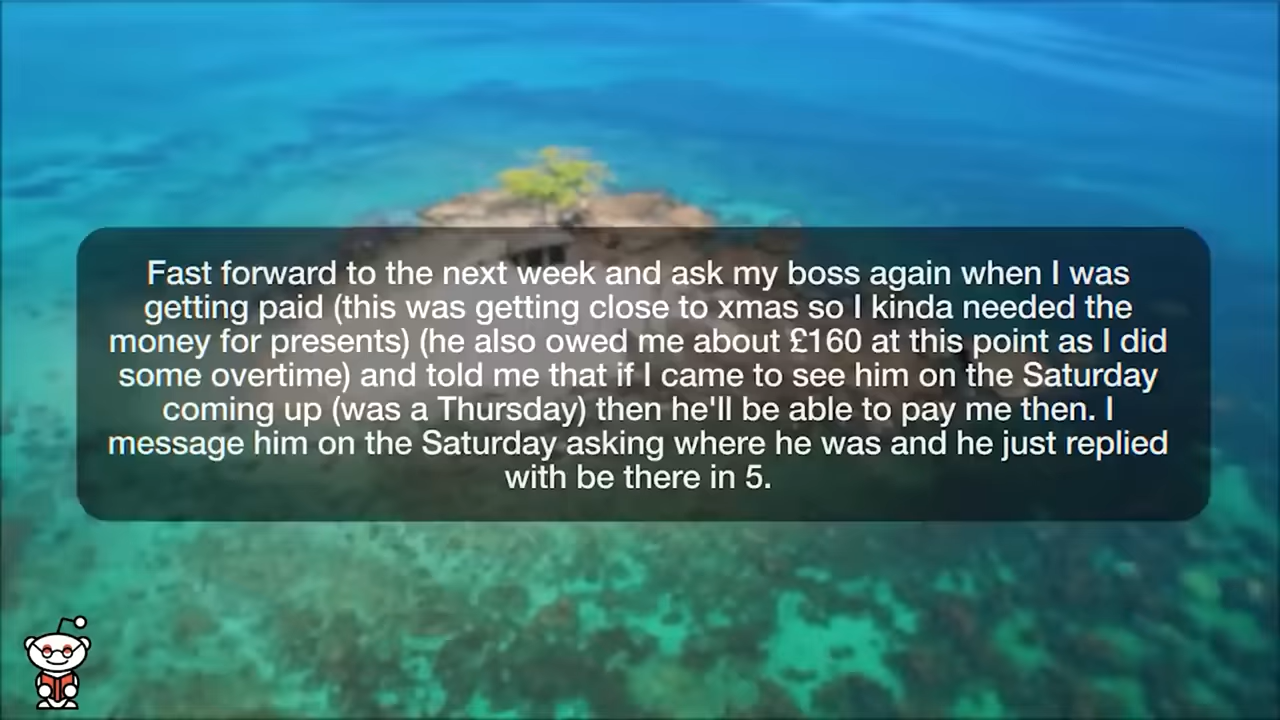 Fast forward to the next week and ask my boss again when I was
getting paid (this was getting close to xmas so I kinda needed the
money for presents) (he also owed me about £160 at this point as I did
some overtime) and told me that if I came to see him on the Saturday
coming up (was a Thursday) then he'll be able to pay me then. I
message him on the Saturday asking where he was and he just replied
with be there in 5.